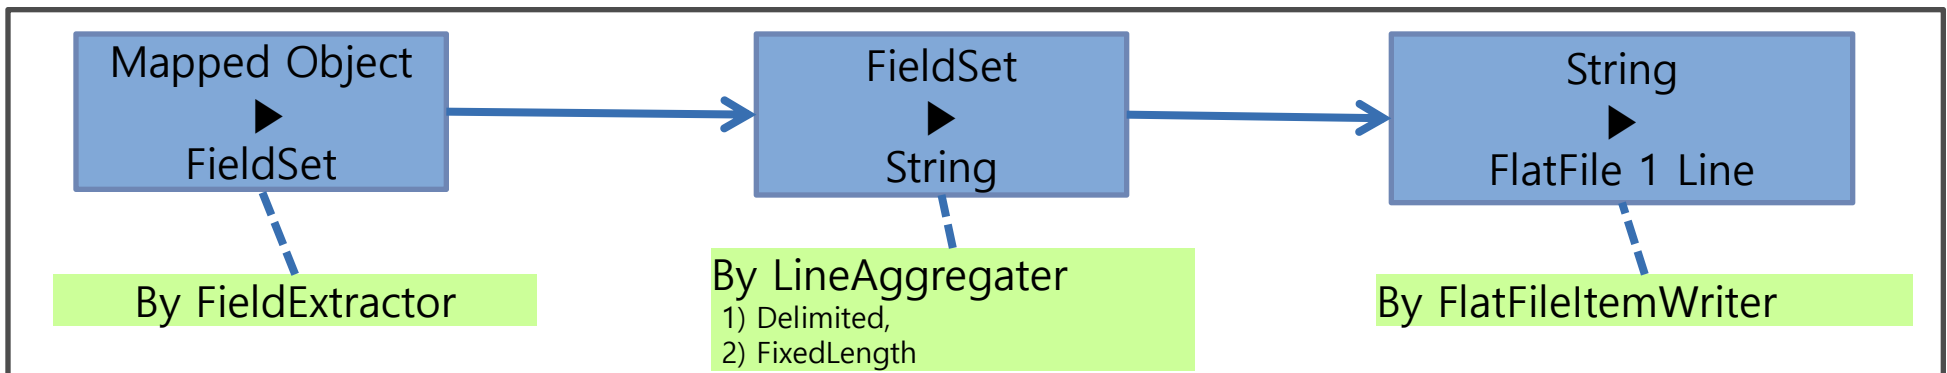 Mapped Object
▶
FieldSet
By FieldExtractor
FieldSet
▶
String
By LineAggregater
1) Delimited,
2) FixedLength
String
▶
FlatFile 1 Line
By FlatFileItemWriter